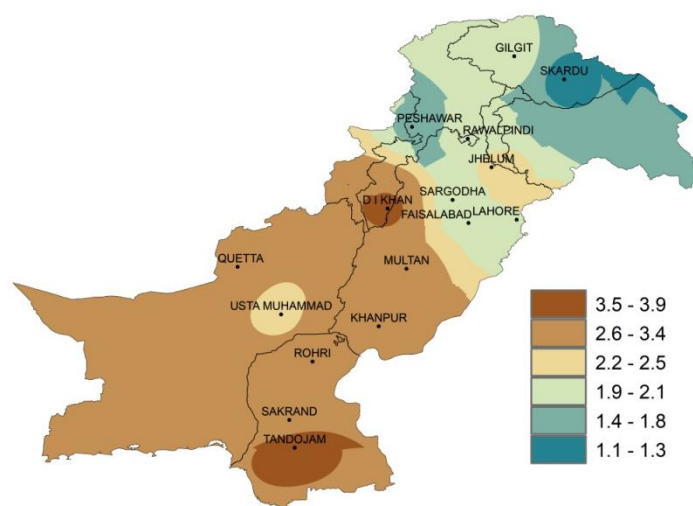 GILGIT
SKARDU
PESHAWAR
RAWALPINDI
JHELUM
SARGODHA
D I KHAN
FAISALABAD
LAHORE
QUETTA
MULTAN
USTA MUHAMMAD
KHANPUR
ROHRI
SAKRAND
TANDOJAM
3.5 - 3.9
2.6 - 3.4
2.2 - 2.5
1.9 - 2.1
1.4 - 1.8
1.1 - 1.3